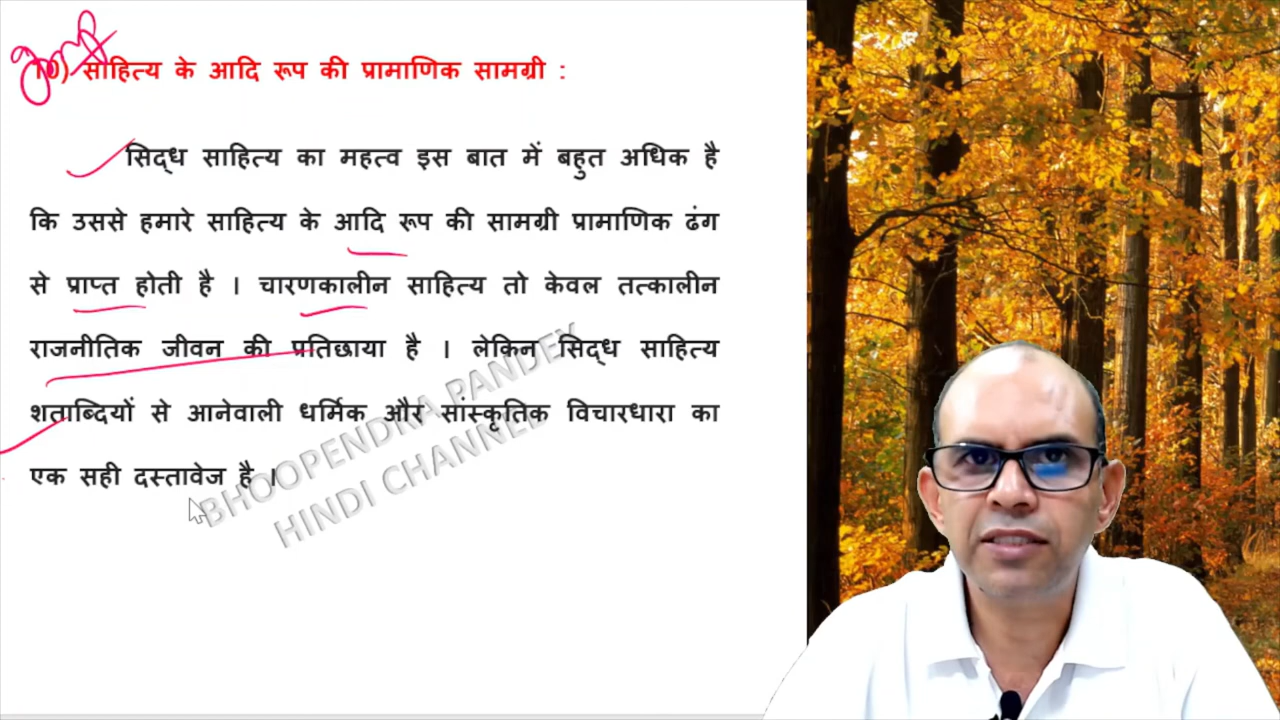 10) साहित्य के आदि रूप की प्रामाणिक सामग्री :
सिद्ध साहित्य का महत्व इस बात में बहुत अधिक है
कि उससे हमारे साहित्य के आदि रूप की सामग्री प्रामाणिक ढंग
से प्राप्त होती है । चारणकालीन साहित्य तो केवल तत्कालीन
राजनीतिक जीवन की प्रतिछाया है । लेकिन सिद्ध साहित्य
शताब्दियों से आनेवाली धर्मिक और सांस्कृतिक विचारधारा का
एक सही दस्तावेज है ।
BHOOPENDRA PANDEY
HINDI CHANNEL